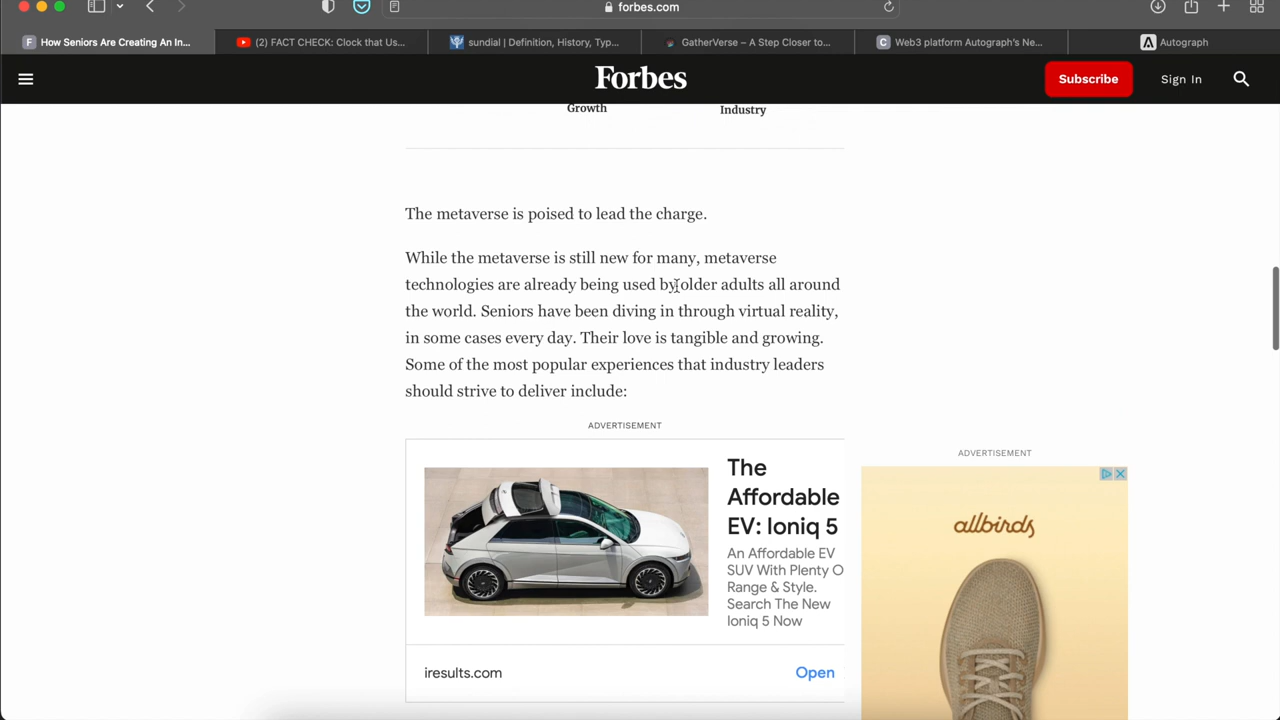 forbes.com
How Seniors Are Creating An In...
(2) FACT CHECK: Clock that Us...
sundial | Definition, History, Typ...
GatherVerse – A Step Closer to...
Web3 platform Autograph's Ne...
Autograph
Forbes
Subscribe
Sign In
Growth
Industry
The metaverse is poised to lead the charge.
While the metaverse is still new for many, metaverse
technologies are already being used by older adults all around
the world. Seniors have been diving in through virtual reality,
in some cases every day. Their love is tangible and growing.
Some of the most popular experiences that industry leaders
should strive to deliver include:
ADVERTISEMENT
The
Affordable
EV: Ioniq 5
An Affordable EV
SUV With Plenty O
Range & Style.
Search The New
Ioniq 5 Now
iresults.com
Open
ADVERTISEMENT
allbirds